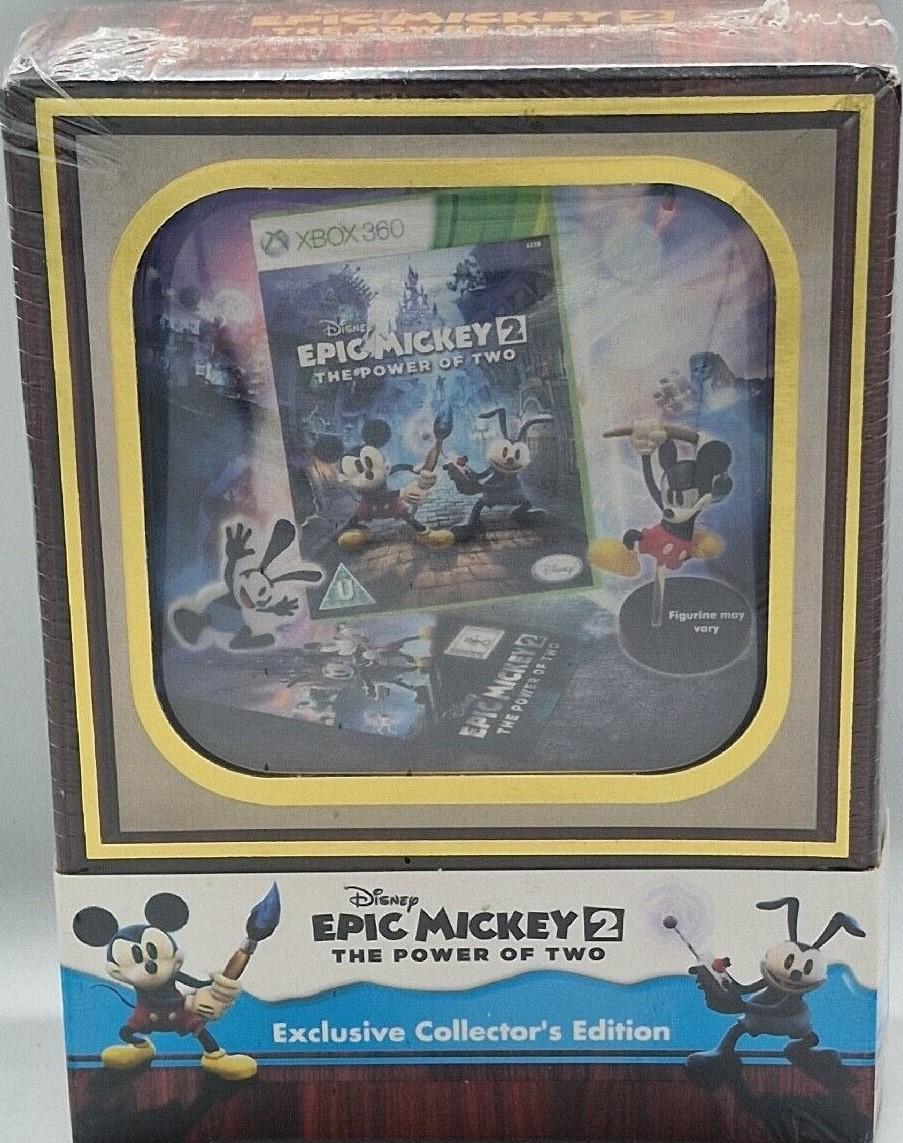 EPIC MICKEY 2
THE POWER OF TWO
XBOX 360
Disney
EPIC MICKEY 2
THE POWER OF TWO
U
Disney
Figurine may
vary
EPIC MICKEY 2
THE POWER OF TWO
Disney
EPIC MICKEY 2
THE POWER OF TWO
Exclusive Collector's Edition